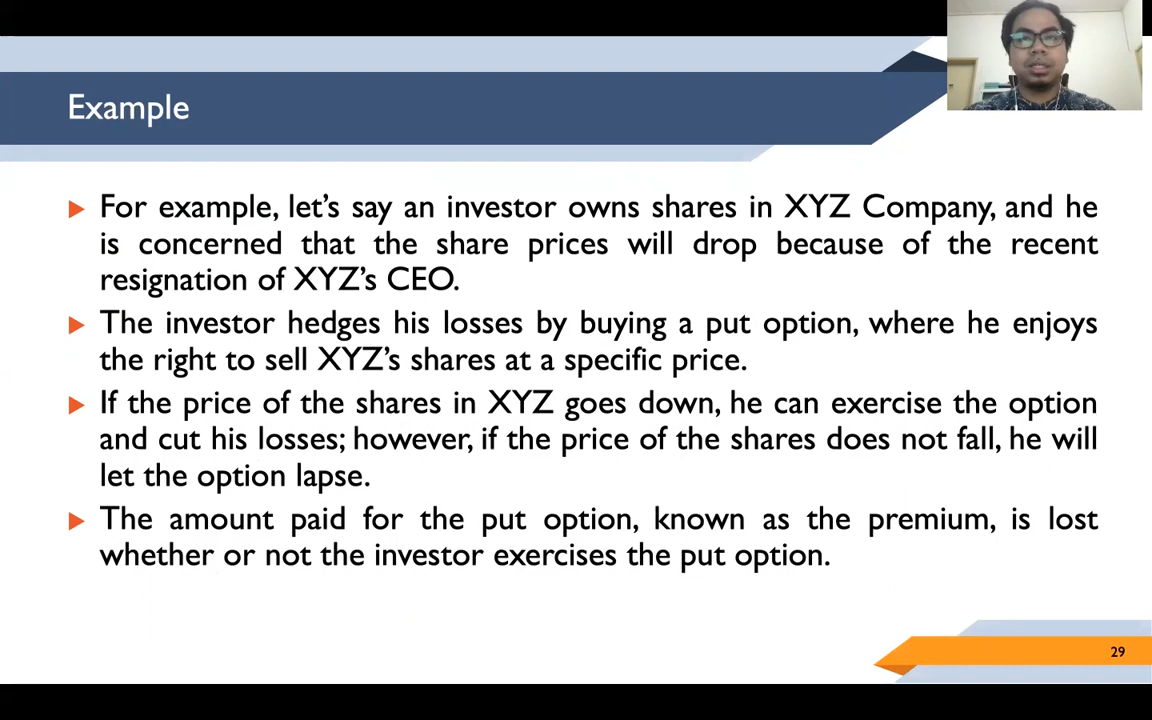 Example
For example, let’s say an investor owns shares in XYZ Company, and he
is concerned that the share prices will drop because of the recent
resignation of XYZ’s CEO.
The investor hedges his losses by buying a put option, where he enjoys
the right to sell XYZ’s shares at a specific price.
If the price of the shares in XYZ goes down, he can exercise the option
and cut his losses; however, if the price of the shares does not fall, he will
let the option lapse.
The amount paid for the put option, known as the premium, is lost
whether or not the investor exercises the put option.
29